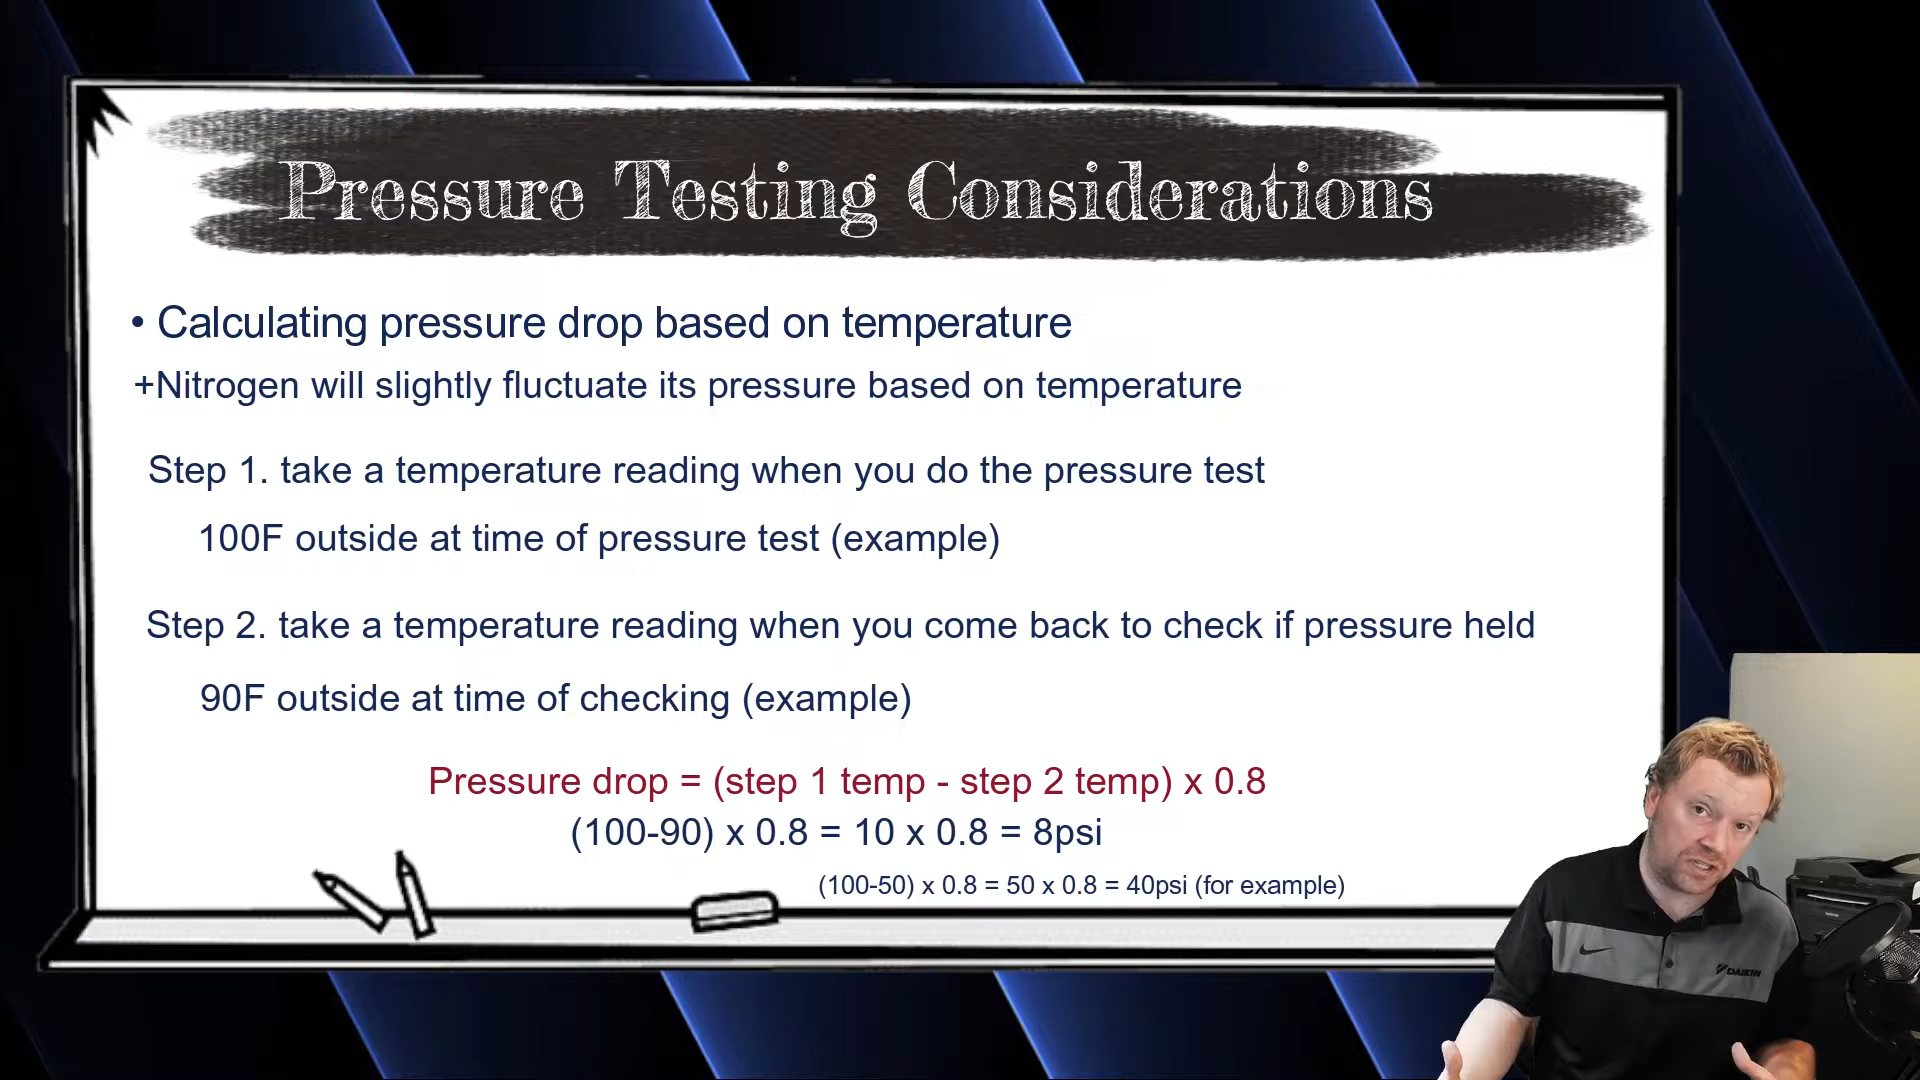 Pressure Testing Considerations
• Calculating pressure drop based on temperature
+Nitrogen will slightly fluctuate its pressure based on temperature
Step 1. take a temperature reading when you do the pressure test
100F outside at time of pressure test (example)
Step 2. take a temperature reading when you come back to check if pressure held
90F outside at time of checking (example)
Pressure drop = (step 1 temp - step 2 temp) x 0.8
(100-90) x 0.8 = 10 x 0.8 = 8psi
(100-50) x 0.8 = 50 x 0.8 = 40psi (for example)
DAIKIN